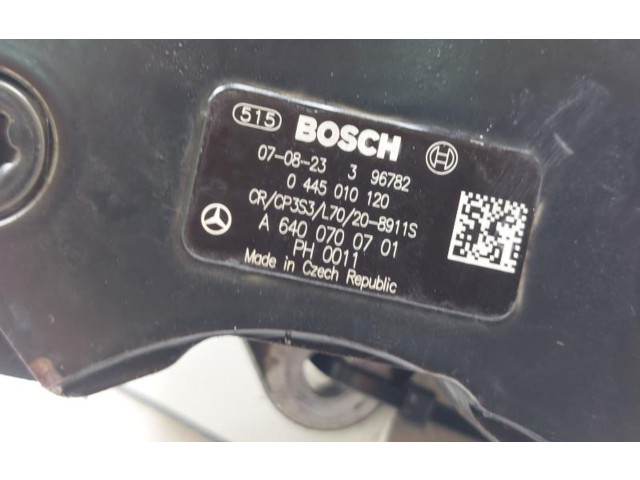 515 BOSCH
07-08-23 3 96782
0 445 010 120
CR/CP3S3/L70/20-8911S
A 640 070 07 01
PH 0011
Made in Czech Republic